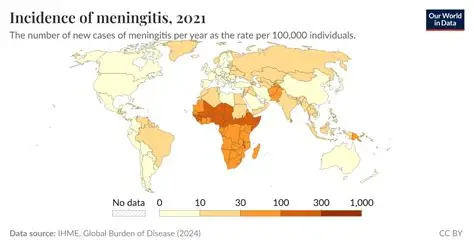 Incidence of meningitis, 2021
Our World
in Data
The number of new cases of meningitis per year as the rate per 100,000 individuals.
No data 0 10 30 100 300 1,000
Data source: IHME, Global Burden of Disease (2024) CC BY